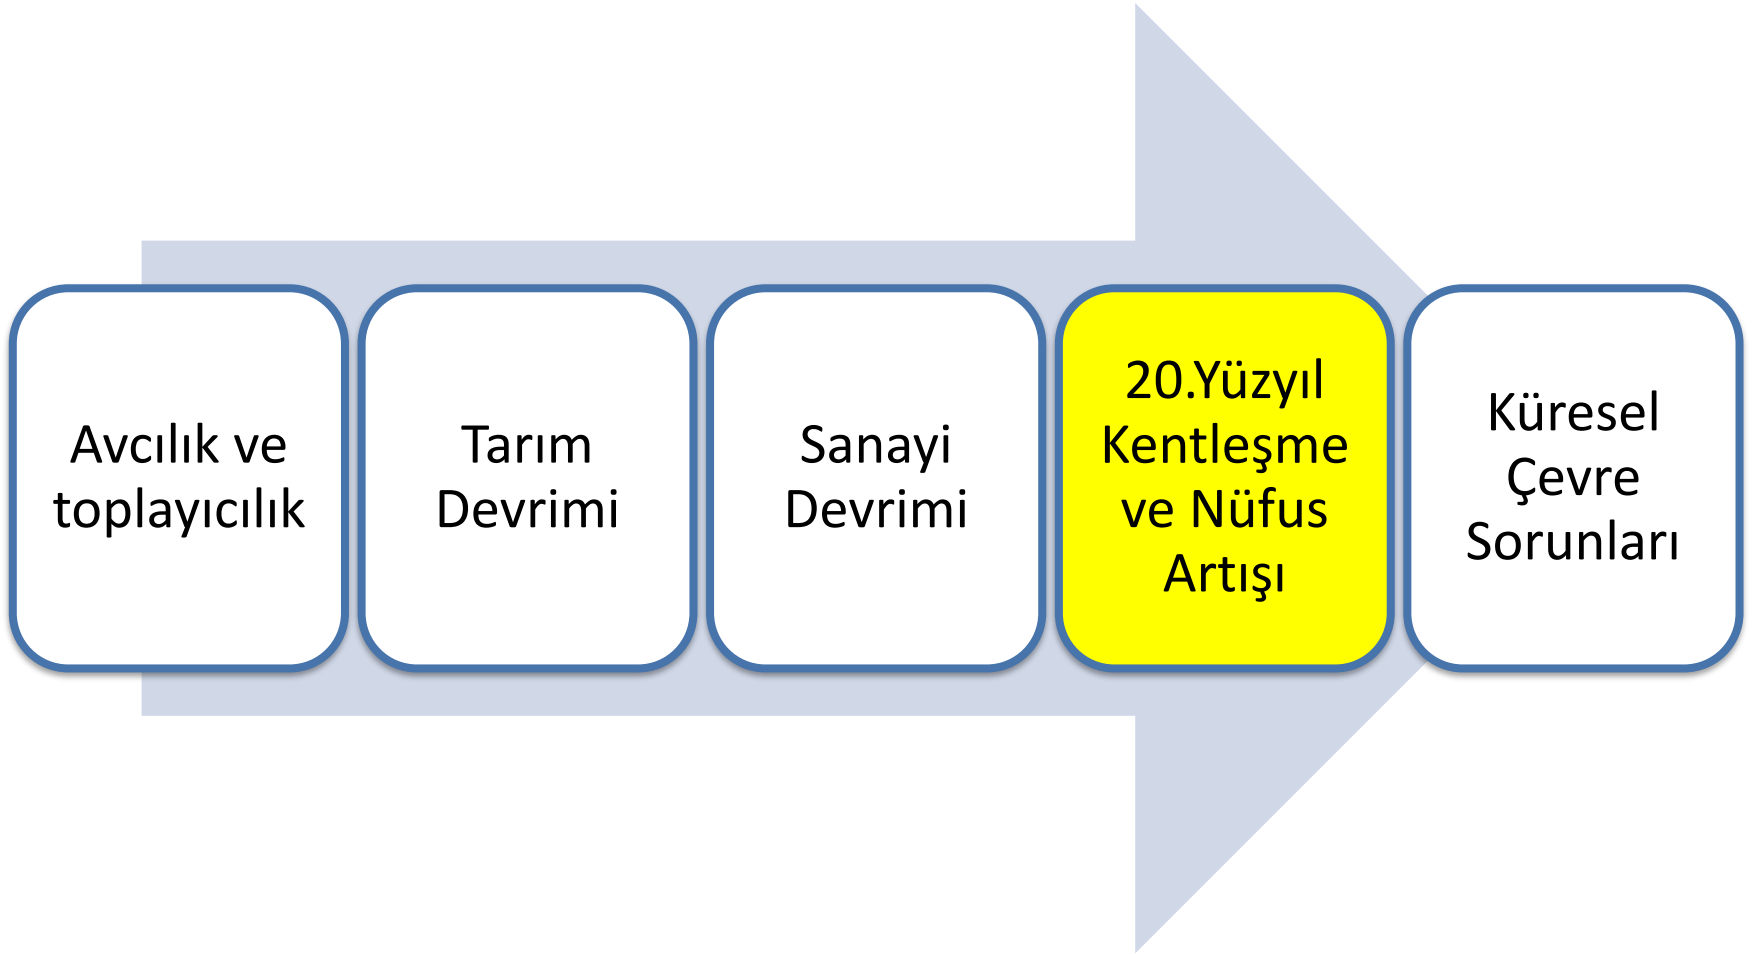 Avcılık ve
toplayıcılık
Tarım
Devrimi
Sanayi
Devrimi
20.Yüzyıl
Kentleşme
ve Nüfus
Artışı
Küresel
Çevre
Sorunları